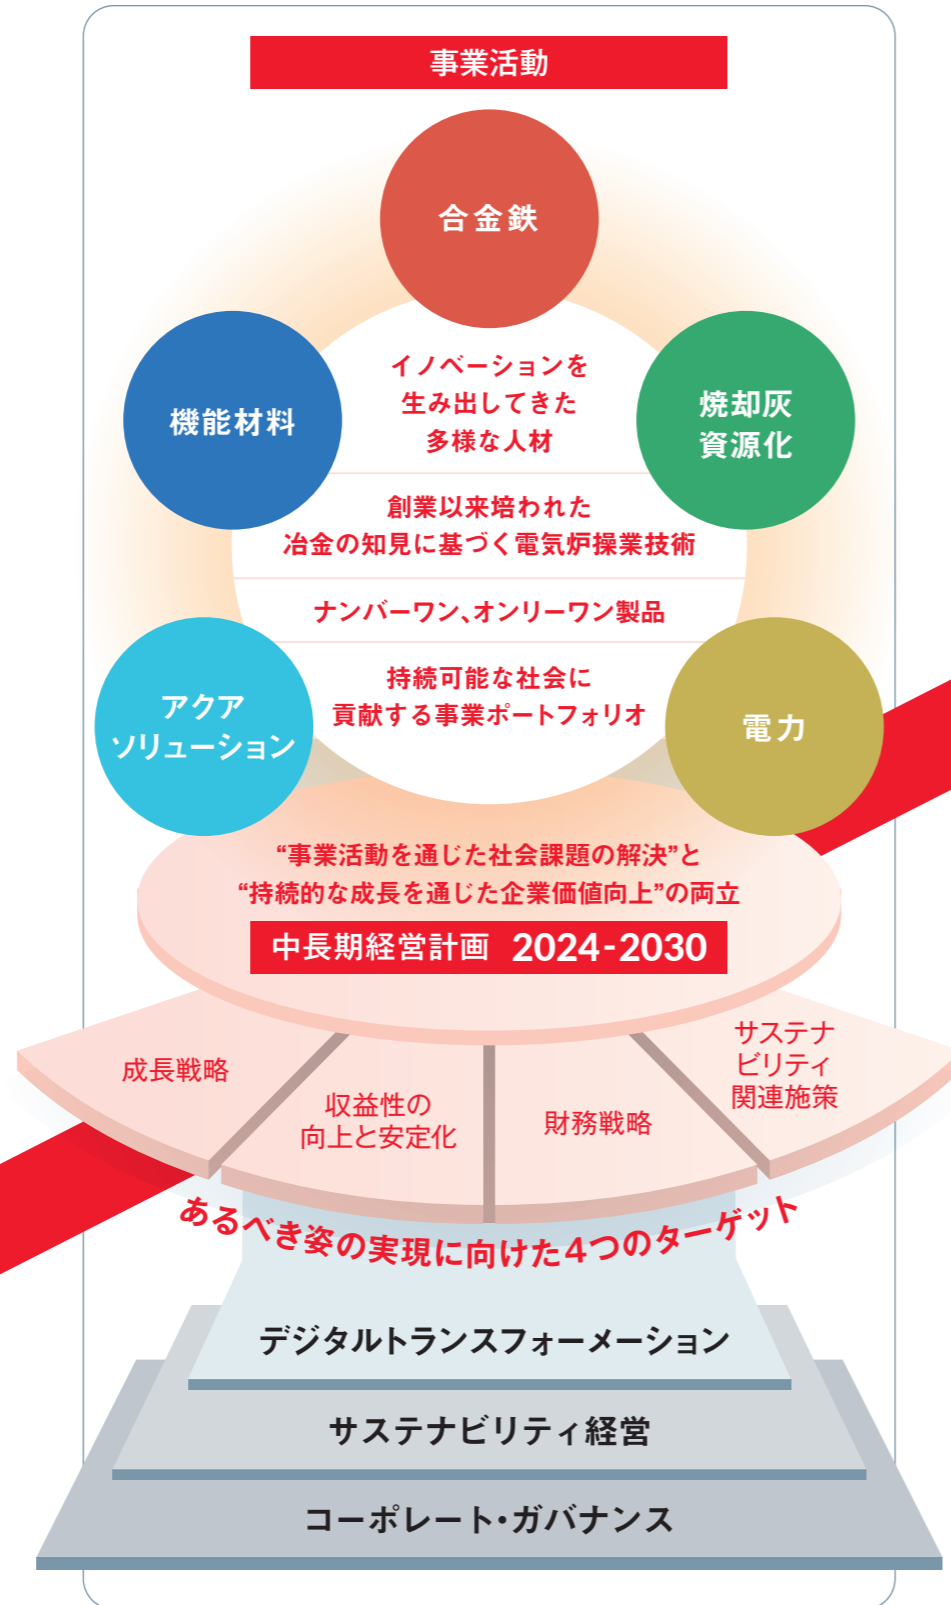 事業活動
合金鉄
機能材料
焼却灰
資源化
イノベーションを
生み出してきた
多様な人材
創業以来培われた
冶金の知見に基づく電気炉操業技術
ナンバーワン、オンリーワン製品
持続可能な社会に
貢献する事業ポートフォリオ
アクア
ソリューション
電力
“事業活動を通じた社会課題の解決”と
“持続的な成長を通じた企業価値向上”の両立
中長期経営計画 2024-2030
成長戦略
収益性の
向上と安定化
財務戦略
サステナ
ビリティ
関連施策
あるべき姿の実現に向けた4つのターゲット
デジタルトランスフォーメーション
サステナビリティ経営
コーポレート・ガバナンス